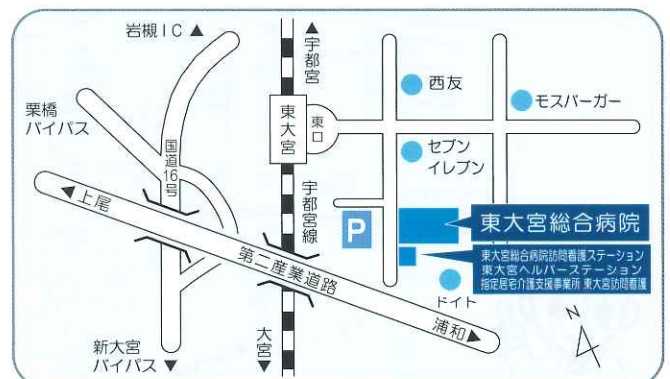 岩槻IC▲
▲宇都宮
栗橋
バイパス
国道16号
東大宮
東口
西友
モスバーガー
セブン
イレブン
宇都宮線
◀上尾
第二産業道路
P
東大宮総合病院
東大宮総合病院訪問看護ステーション
東大宮ヘルパーステーション
指定居宅介護支援事業所 東大宮訪問看護
ドイト
浦和▶
N
新大宮
バイパス▼
大宮▼